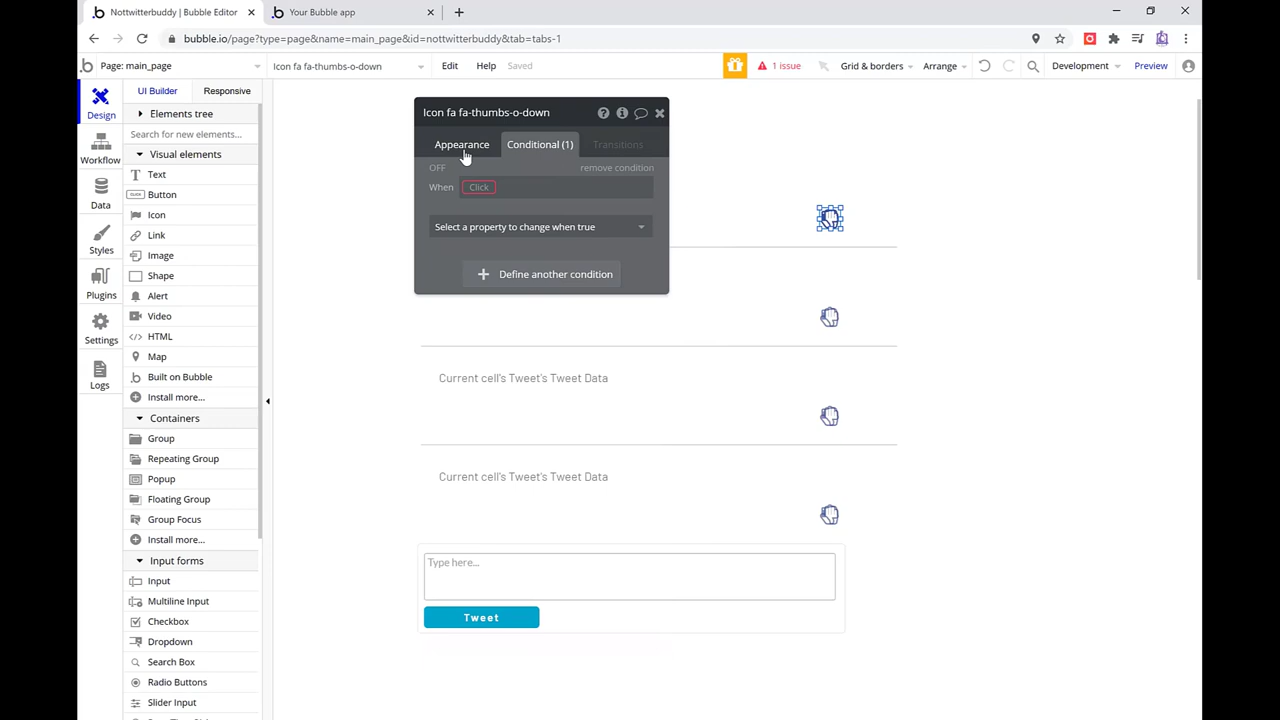 Nottwitterbuddy | Bubble Editor
Your Bubble app
bubble.io/page?type=page&name=main_page&id=nottwitterbuddy&tab=tabs-1
Page: main_page
Icon fa fa-thumbs-o-down
Edit
Help
Saved
1 issue
Grid & borders
Arrange
Development
Preview
Design
Workflow
Data
Styles
Plugins
Settings
Logs
UI Builder
Responsive
Elements tree
Search for new elements...
Visual elements
Text
CLICK
Button
Icon
Link
Image
Shape
Alert
Video
</> HTML
Map
Built on Bubble
Install more...
Containers
Group
Repeating Group
Popup
Floating Group
Group Focus
Install more...
Input forms
Input
Multiline Input
Checkbox
Dropdown
Search Box
Radio Buttons
Slider Input
Icon fa fa-thumbs-o-down
Appearance
Conditional (1)
Transitions
OFF
remove condition
When
Click
Select a property to change when true
Define another condition
Current cell's Tweet's Tweet Data
Current cell's Tweet's Tweet Data
Type here...
Tweet